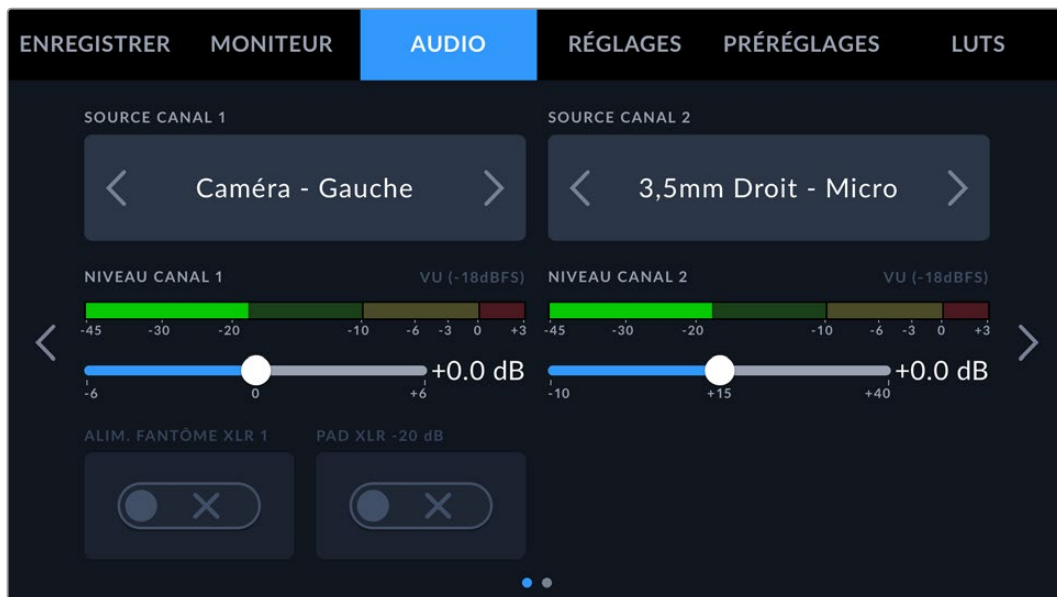 ENREGISTRER MONITEUR AUDIO RÉGLAGES PRÉRÉGLAGES LUTS
SOURCE CANAL 1 SOURCE CANAL 2
Caméra - Gauche 3,5mm Droit - Micro
NIVEAU CANAL 1 VU (-18dBFS) NIVEAU CANAL 2 VU (-18dBFS)
-45 -30 -20 -10 -6 -3 0 +3 -45 -30 -20 -10 -6 -3 0 +3
+0.0 dB +0.0 dB
-6 0 +6 -10 +15 +40
ALIM. FANTÔME XLR 1 PAD XLR -20 dB